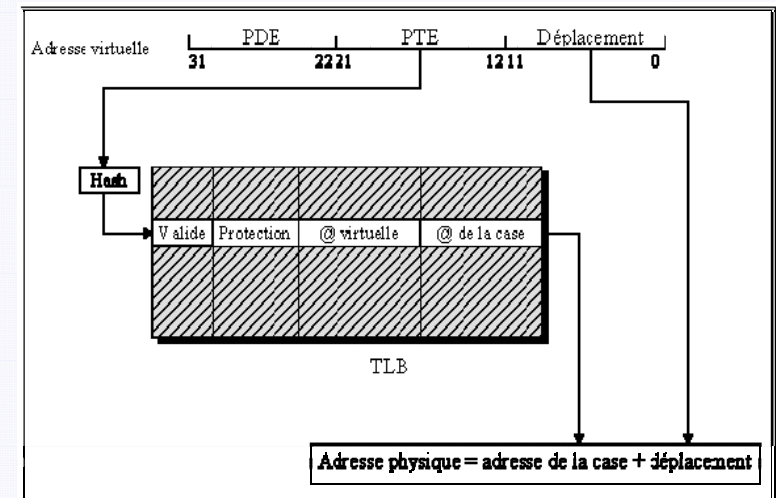 PDE PTE Déplacement
Adresse virtuelle
31 22 21 12 11 0
Hash
Valide Protection @ virtuelle @ de la case
TLB
Adresse physique = adresse de la case + déplacement